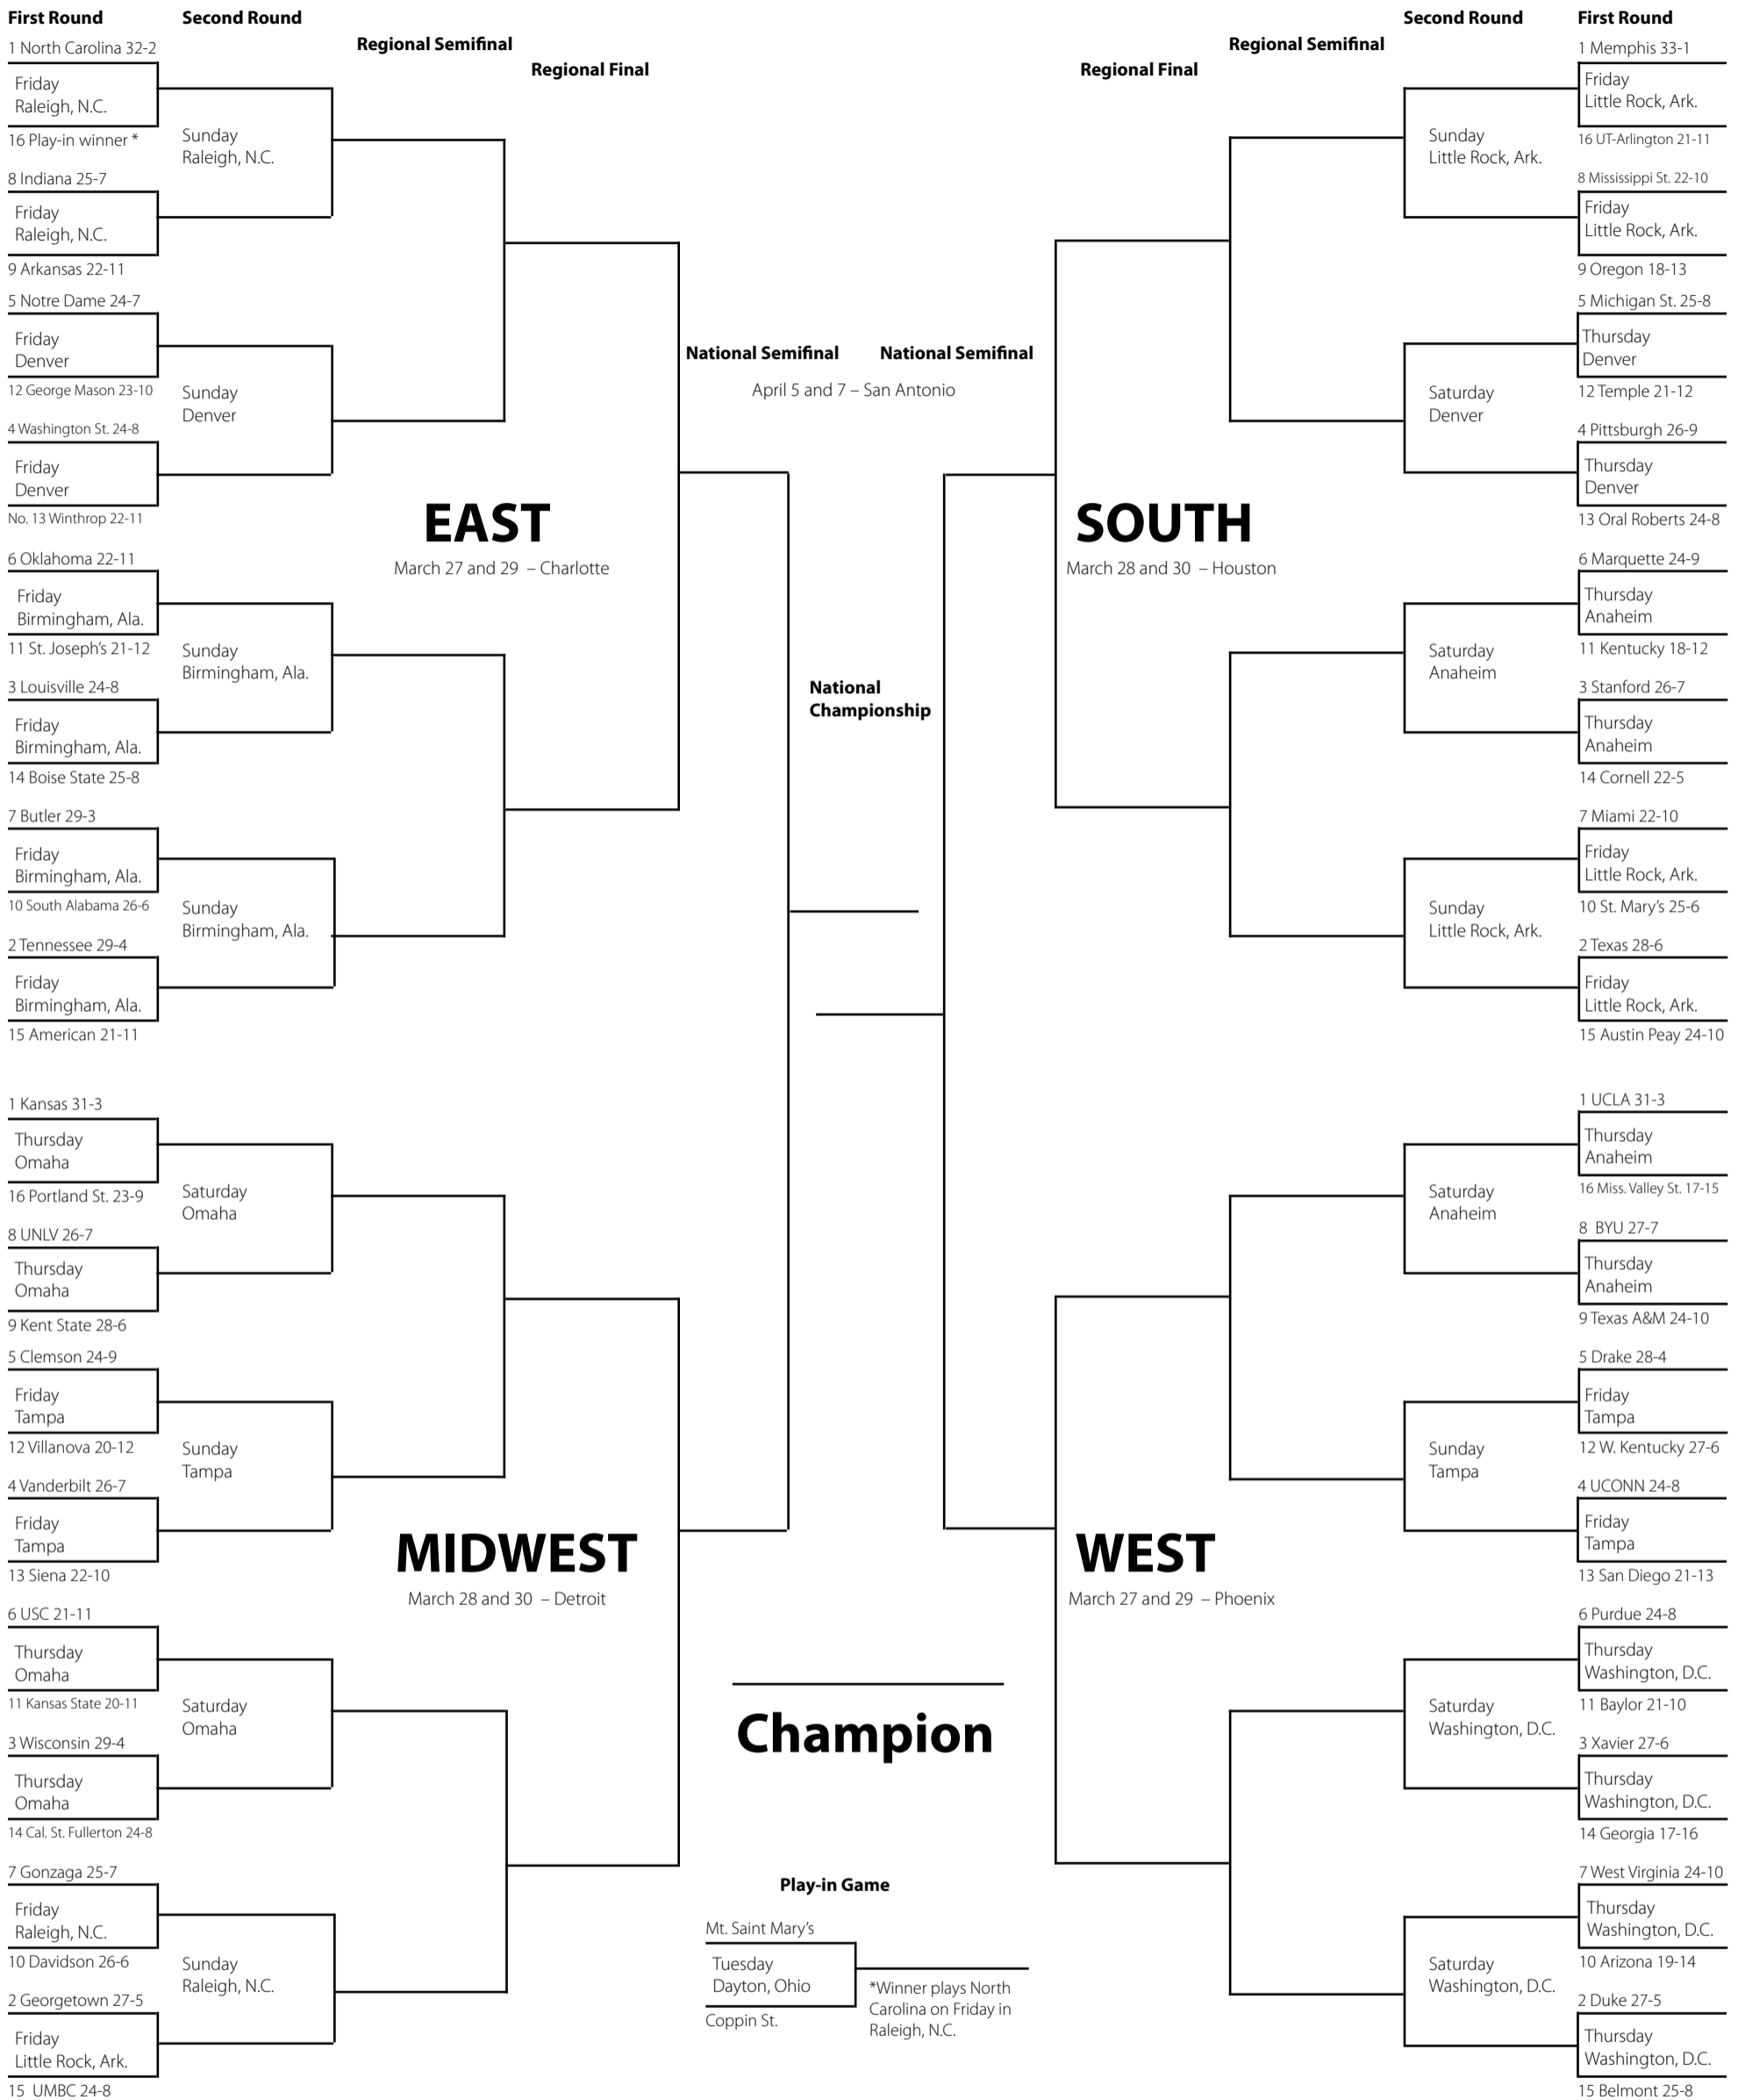 First Round
Second Round
Regional Semifinal
Regional Final
1 North Carolina 32-2
Friday
Raleigh, N.C.
16 Play-in winner *
8 Indiana 25-7
Friday
Raleigh, N.C.
9 Arkansas 22-11
Sunday
Raleigh, N.C.
5 Notre Dame 24-7
Friday
Denver
12 George Mason 23-10
4 Washington St. 24-8
Friday
Denver
No. 13 Winthrop 22-11
Sunday
Denver
EAST
March 27 and 29 – Charlotte
6 Oklahoma 22-11
Friday
Birmingham, Ala.
11 St. Joseph’s 21-12
3 Louisville 24-8
Friday
Birmingham, Ala.
14 Boise State 25-8
Sunday
Birmingham, Ala.
7 Butler 29-3
Friday
Birmingham, Ala.
10 South Alabama 26-6
2 Tennessee 29-4
Friday
Birmingham, Ala.
15 American 21-11
Sunday
Birmingham, Ala.
1 Kansas 31-3
Thursday
Omaha
16 Portland St. 23-9
8 UNLV 26-7
Thursday
Omaha
9 Kent State 28-6
Saturday
Omaha
5 Clemson 24-9
Friday
Tampa
12 Villanova 20-12
4 Vanderbilt 26-7
Friday
Tampa
13 Siena 22-10
Sunday
Tampa
MIDWEST
March 28 and 30 – Detroit
6 USC 21-11
Thursday
Omaha
11 Kansas State 20-11
3 Wisconsin 29-4
Thursday
Omaha
14 Cal. St. Fullerton 24-8
Saturday
Omaha
7 Gonzaga 25-7
Friday
Raleigh, N.C.
10 Davidson 26-6
2 Georgetown 27-5
Friday
Little Rock, Ark.
15 UMBC 24-8
Sunday
Raleigh, N.C.
National Semifinal
National Semifinal
April 5 and 7 – San Antonio
National
Championship
Champion
Play-in Game
Mt. Saint Mary’s
Tuesday
Dayton, Ohio
Coppin St.
*Winner plays North
Carolina on Friday in
Raleigh, N.C.
Regional Final
Regional Semifinal
Second Round
First Round
1 Memphis 33-1
Friday
Little Rock, Ark.
16 UT-Arlington 21-11
8 Mississippi St. 22-10
Friday
Little Rock, Ark.
9 Oregon 18-13
Sunday
Little Rock, Ark.
5 Michigan St. 25-8
Thursday
Denver
12 Temple 21-12
4 Pittsburgh 26-9
Thursday
Denver
13 Oral Roberts 24-8
Saturday
Denver
SOUTH
March 28 and 30 – Houston
6 Marquette 24-9
Thursday
Anaheim
11 Kentucky 18-12
3 Stanford 26-7
Thursday
Anaheim
14 Cornell 22-5
Saturday
Anaheim
7 Miami 22-10
Friday
Little Rock, Ark.
10 St. Mary’s 25-6
2 Texas 28-6
Friday
Little Rock, Ark.
15 Austin Peay 24-10
Sunday
Little Rock, Ark.
1 UCLA 31-3
Thursday
Anaheim
16 Miss. Valley St. 17-15
8 BYU 27-7
Thursday
Anaheim
9 Texas A&M 24-10
Saturday
Anaheim
5 Drake 28-4
Friday
Tampa
12 W. Kentucky 27-6
4 UCONN 24-8
Friday
Tampa
13 San Diego 21-13
Sunday
Tampa
WEST
March 27 and 29 – Phoenix
6 Purdue 24-8
Thursday
Washington, D.C.
11 Baylor 21-10
3 Xavier 27-6
Thursday
Washington, D.C.
14 Georgia 17-16
Saturday
Washington, D.C.
7 West Virginia 24-10
Thursday
Washington, D.C.
10 Arizona 19-14
2 Duke 27-5
Thursday
Washington, D.C.
15 Belmont 25-8
Saturday
Washington, D.C.